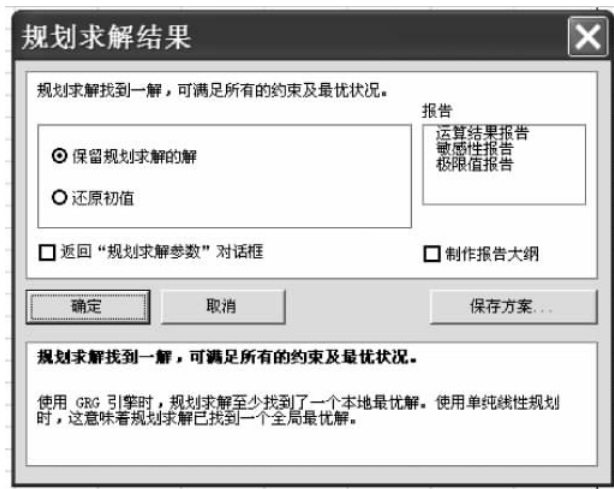 规划求解结果
规划求解找到一解，可满足所有的约束及最优状况。
报告
运算结果报告
敏感性报告
极限值报告
保留规划求解的解
还原初值
返回“规划求解参数”对话框
制作报告大纲
确定
取消
保存方案...
规划求解找到一解，可满足所有的约束及最优状况。
使用 GRG 引擎时，规划求解至少找到了一个本地最优解。使用单纯线性规划
时，这意味着规划求解已找到一个全局最优解。